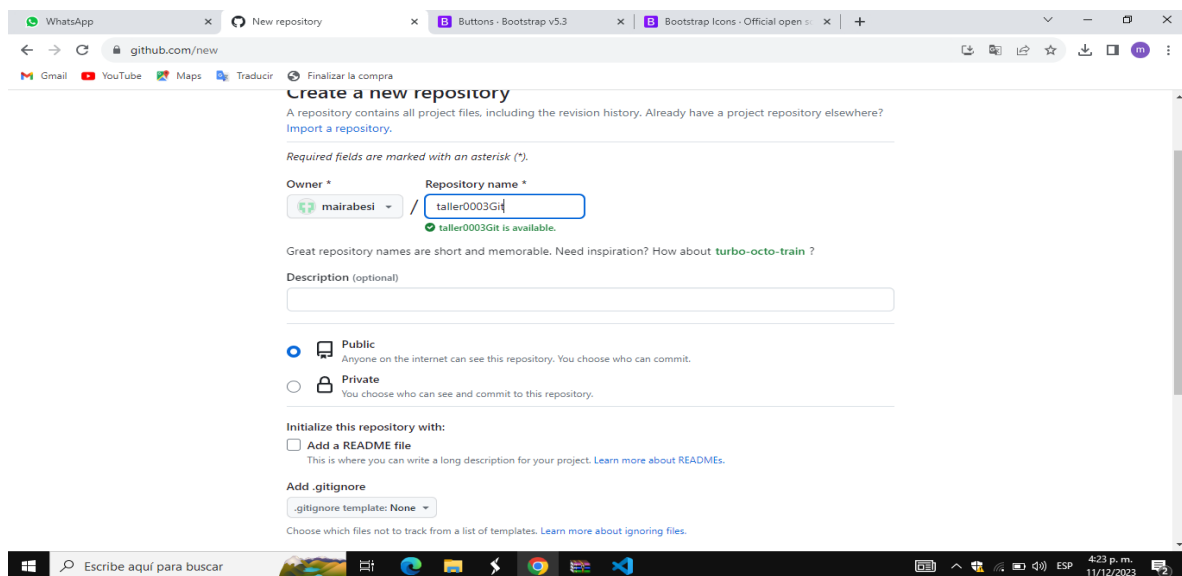 WhatsApp
New repository
Buttons · Bootstrap v5.3
Bootstrap Icons · Official open
github.com/new
m
Gmail
YouTube
Maps
Traducir
Finalizar la compra
Create a new repository
A repository contains all project files, including the revision history. Already have a project repository elsewhere?
Import a repository.
Required fields are marked with an asterisk (*).
Owner *
Repository name *
mairabesi
/
taller0003Git
taller0003Git is available.
Great repository names are short and memorable. Need inspiration? How about turbo-octo-train ?
Description (optional)
Public
Anyone on the internet can see this repository. You choose who can commit.
Private
You choose who can see and commit to this repository.
Initialize this repository with:
Add a README file
This is where you can write a long description for your project. Learn more about READMEs.
Add .gitignore
.gitignore template: None
Choose which files not to track from a list of templates. Learn more about ignoring files.
Escribe aquí para buscar
ESP
4:23 p. m.
11/12/2023
2